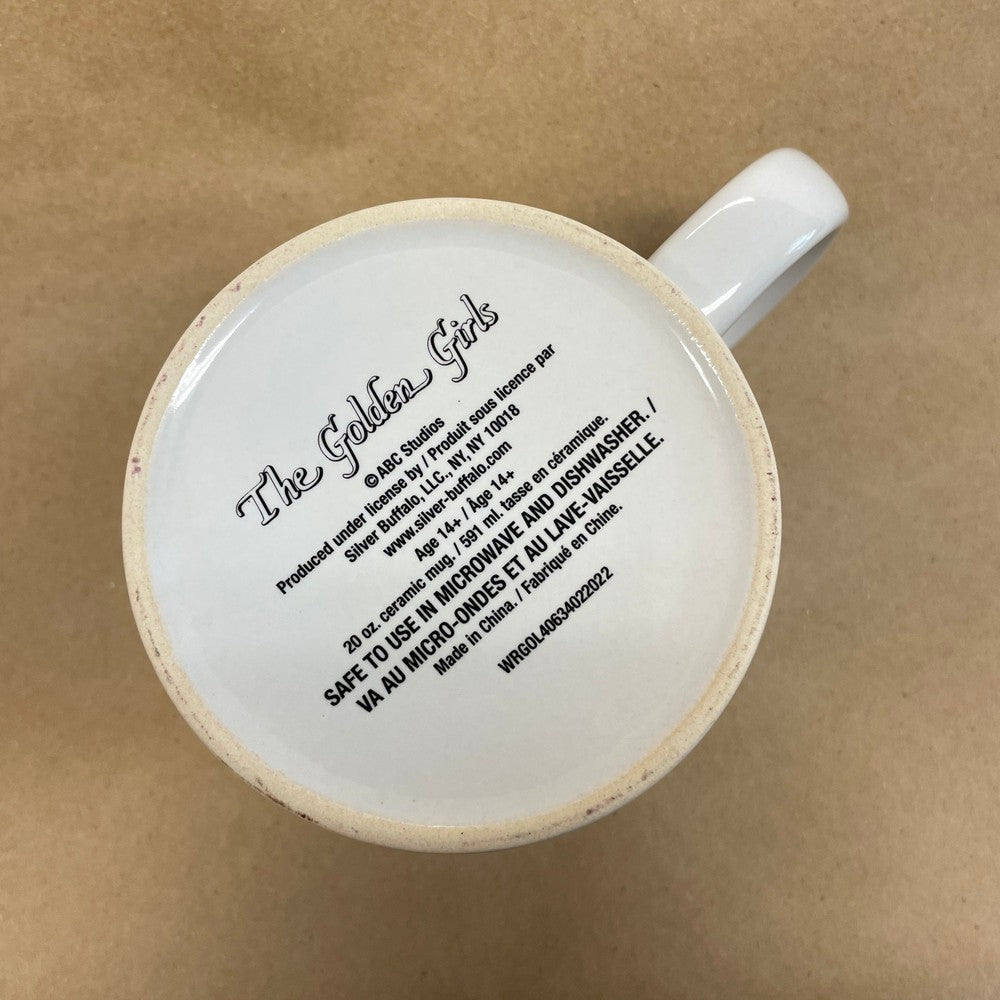 The Golden Girls
©ABC Studios
Produced under license by / Produit sous licence par
Silver Buffalo, LLC., NY, NY 10018
www.silver-buffalo.com
Age 14+ / Âge 14+
20 oz. ceramic mug. / 591 ml. tasse en céramique.
SAFE TO USE IN MICROWAVE AND DISHWASHER. /
VA AU MICRO-ONDES ET AU LAVE-VAISSELLE.
Made in China. / Fabriqué en Chine.
WRGOL40634022022